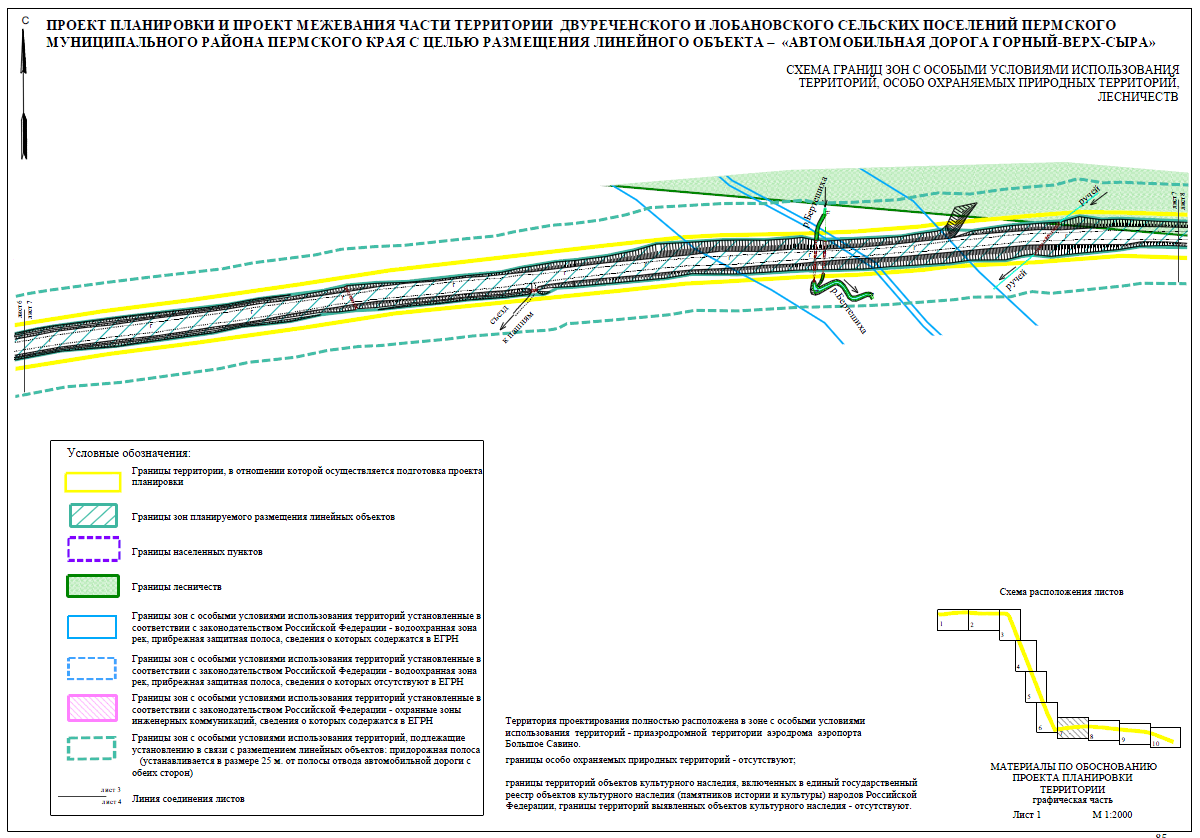 С
ПРОЕКТ ПЛАНИРОВКИ И ПРОЕКТ МЕЖЕВАНИЯ ЧАСТИ ТЕРРИТОРИИ ДВУРЕЧЕНСКОГО И ЛОБАНОВСКОГО СЕЛЬСКИХ ПОСЕЛЕНИЙ ПЕРМСКОГО
МУНИЦИПАЛЬНОГО РАЙОНА ПЕРМСКОГО КРАЯ С ЦЕЛЬЮ РАЗМЕЩЕНИЯ ЛИНЕЙНОГО ОБЪЕКТА – «АВТОМОБИЛЬНАЯ ДОРОГА ГОРНЫЙ-ВЕРХ-СЫРА»
СХЕМА ГРАНИЦ ЗОН С ОСОБЫМИ УСЛОВИЯМИ ИСПОЛЬЗОВАНИЯ
ТЕРРИТОРИЙ, ОСОБО ОХРАНЯЕМЫХ ПРИРОДНЫХ ТЕРРИТОРИЙ,
ЛЕСНИЧЕСТВ
р.Бертешиха
ручей
лист 7
лист 8
лист 6
лист 7
съезд
к пашням
р.Бертешиха
ручей
Условные обозначения:
Границы территории, в отношении которой осуществляется подготовка проекта
планировки
Границы зон планируемого размещения линейных объектов
Границы населенных пунктов
Границы лесничеств
Границы зон с особыми условиями использования территорий установленные в
соответствии с законодательством Российской Федерации - водоохранная зона
рек, прибрежная защитная полоса, сведения о которых содержатся в ЕГРН
Границы зон с особыми условиями использования территорий установленные в
соответствии с законодательством Российской Федерации - водоохранная зона
рек, прибрежная защитная полоса, сведения о которых отсутствуют в ЕГРН
Границы зон с особыми условиями использования территорий установленные в
соответствии с законодательством Российской Федерации - охранные зоны
инженерных коммуникаций, сведения о которых содержатся в ЕГРН
Границы зон с особыми условиями использования территорий, подлежащие
установлению в связи с размещением линейных объектов: придорожная полоса
(устанавливается в размере 25 м. от полосы отвода автомобильной дороги с
обеих сторон)
лист 3
лист 4
Линия соединения листов
Территория проектирования полностью расположена в зоне с особыми условиями
использования территорий - приаэродромной территории аэродрома аэропорта
Большое Савино.
границы особо охраняемых природных территорий - отсутствуют;
границы территорий объектов культурного наследия, включенных в единый государственный
реестр объектов культурного наследия (памятников истории и культуры) народов Российской
Федерации, границы территорий выявленных объектов культурного наследия - отсутствуют.
Схема расположения листов
1
2
3
4
5
6
7
8
9
10
МАТЕРИАЛЫ ПО ОБОСНОВАНИЮ
ПРОЕКТА ПЛАНИРОВКИ
ТЕРРИТОРИИ
графическая часть
Лист 1 М 1:2000